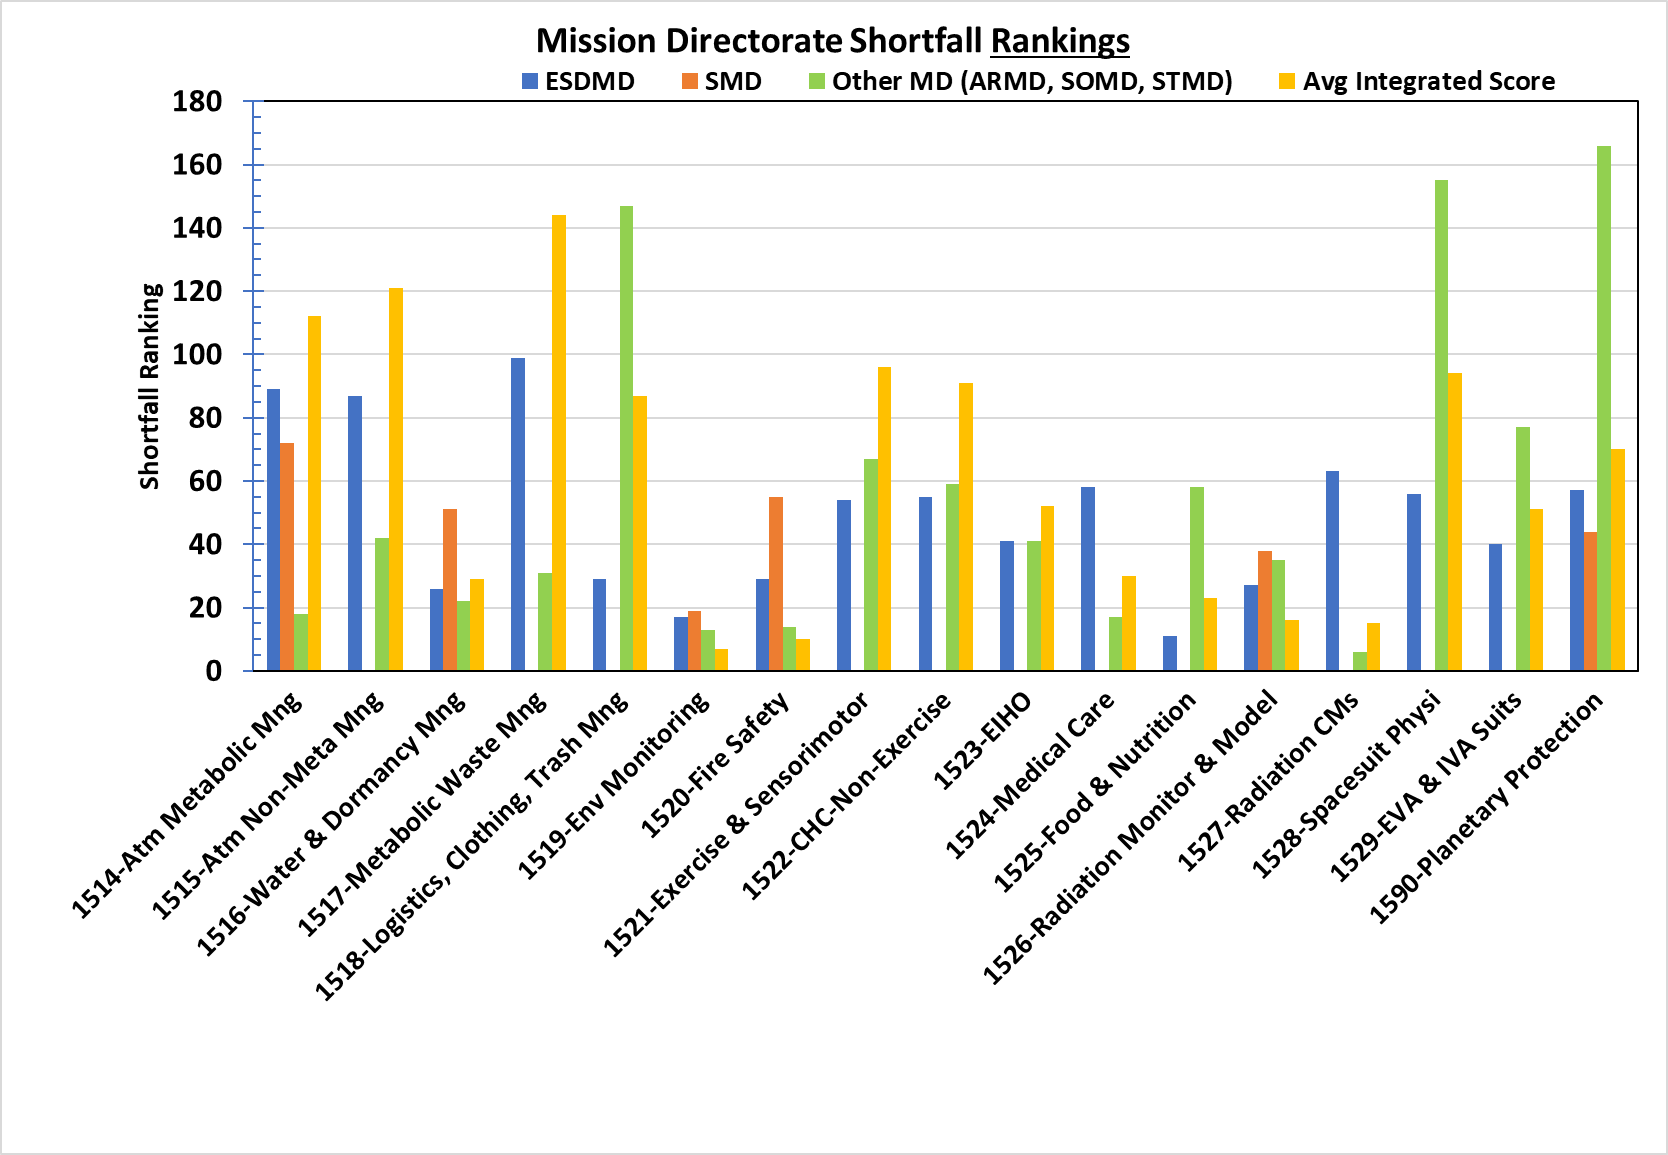 Mission Directorate Shortfall Rankings
ESDMD SMD Other MD (ARMD, SOMD, STMD) Avg Integrated Score
Shortfall Ranking
180
160
140
120
100
80
60
40
20
0
1514-Atm Metabolic Mng
1515-Atm Non-Meta Mng
1516-Water & Dormancy Mng
1517-Metabolic Waste Mng
1518-Logistics, Clothing, Trash Mng
1519-Env Monitoring
1520-Fire Safety
1521-Exercise & Sensorimotor
1522-CHC-Non-Exercise
1523-EIHO
1524-Medical Care
1525-Food & Nutrition
1526-Radiation Monitor & Model
1527-Radiation CMs
1528-Spacesuit Physi
1529-EVA & IVA Suits
1590-Planetary Protection